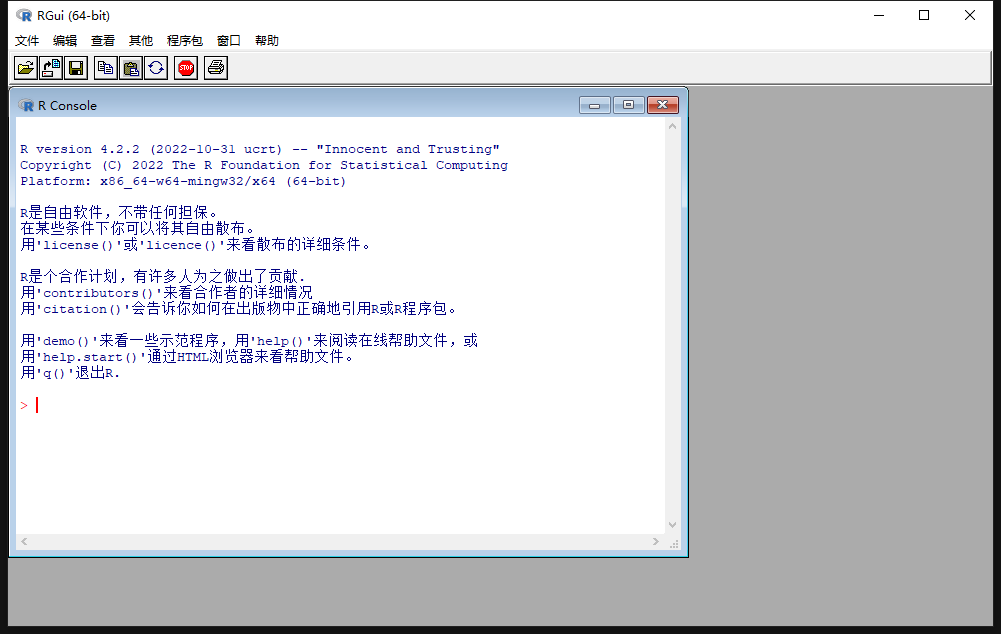 RGui (64-bit)
文件 编辑 查看 其他 程序包 窗口 帮助
STOP
R Console
R version 4.2.2 (2022-10-31 ucrt) -- "Innocent and Trusting"
Copyright (C) 2022 The R Foundation for Statistical Computing
Platform: x86_64-w64-mingw32/x64 (64-bit)
R是自由软件，不带任何担保。
在某些条件下你可以将其自由散布。
用'license()'或'licence()'来看散布的详细条件。
R是个合作计划，有许多人为之做出了贡献.
用'contributors()'来看合作者的详细情况
用'citation()'会告诉你如何在出版物中正确地引用R或R程序包。
用'demo()'来看一些示范程序，用'help()'来阅读在线帮助文件，或
用'help.start()'通过HTML浏览器来看帮助文件。
用'q()'退出R.
>